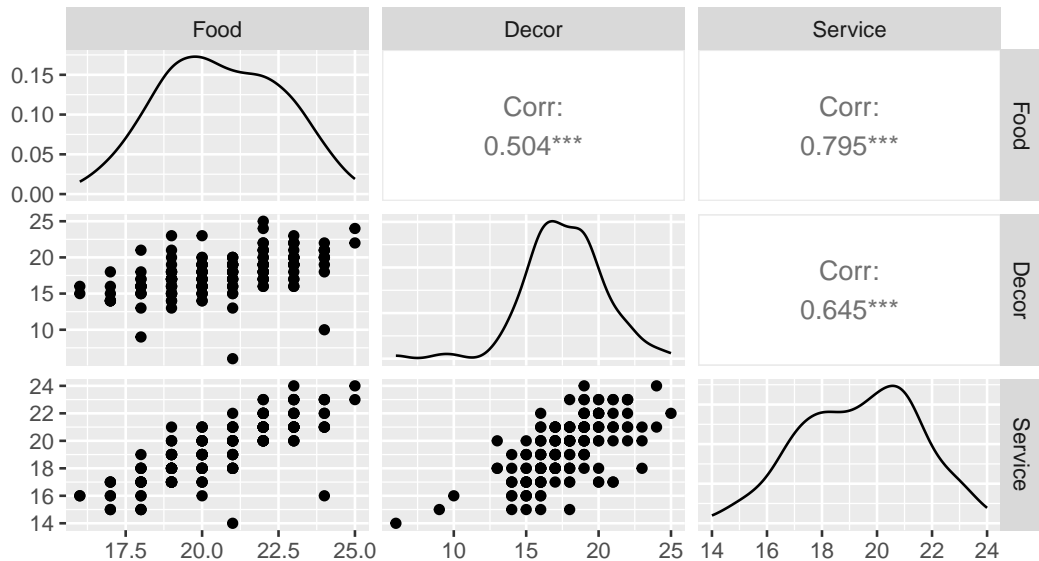 Food Decor Service
0.15
0.10
0.05
0.00
Corr:
0.504***
Corr:
0.795***
Food
25
20
15
10
Corr:
0.645***
Decor
24
22
20
18
16
14
Service
17.5 20.0 22.5 25.0 10 15 20 25 14 16 18 20 22 24